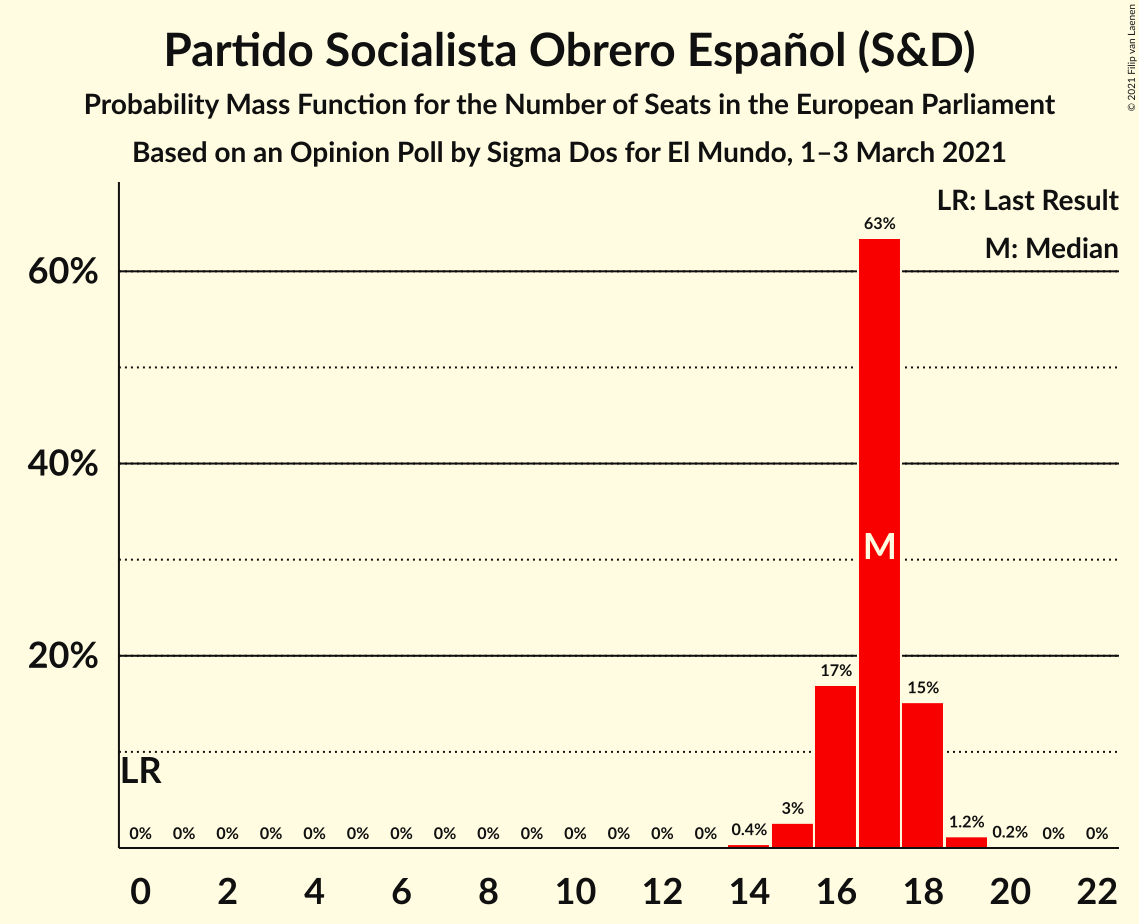 Partido Socialista Obrero Español (S&D)
Probability Mass Function for the Number of Seats in the European Parliament
Based on an Opinion Poll by Sigma Dos for El Mundo, 1–3 March 2021
© 2021 Filip van Laenen
LR: Last Result
M: Median
60%
40%
20%
63%
M
17%
15%
LR
0% 0% 0% 0% 0% 0% 0% 0% 0% 0% 0% 0% 0% 0% 0.4% 3% 1.2% 0.2% 0% 0%
0 2 4 6 8 10 12 14 16 18 20 22